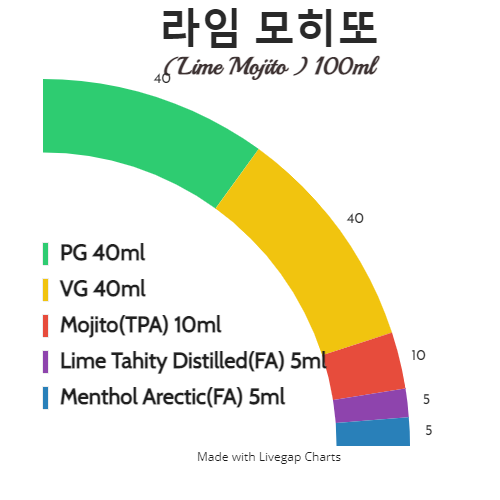 라임 모히또
(Lime Mojito ) 100ml
40
40
PG 40ml
VG 40ml
Mojito(TPA) 10ml
10
Lime Tahity Distilled(FA) 5ml
5
Menthol Arectic(FA) 5ml
5
Made with Livegap Charts